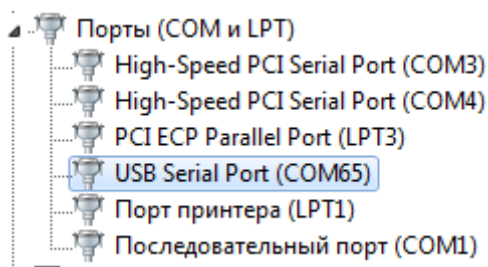 Порты (COM и LPT)
High-Speed PCI Serial Port (COM3)
High-Speed PCI Serial Port (COM4)
PCI ECP Parallel Port (LPT3)
USB Serial Port (COM65)
Порт принтера (LPT1)
Последовательный порт (COM1)